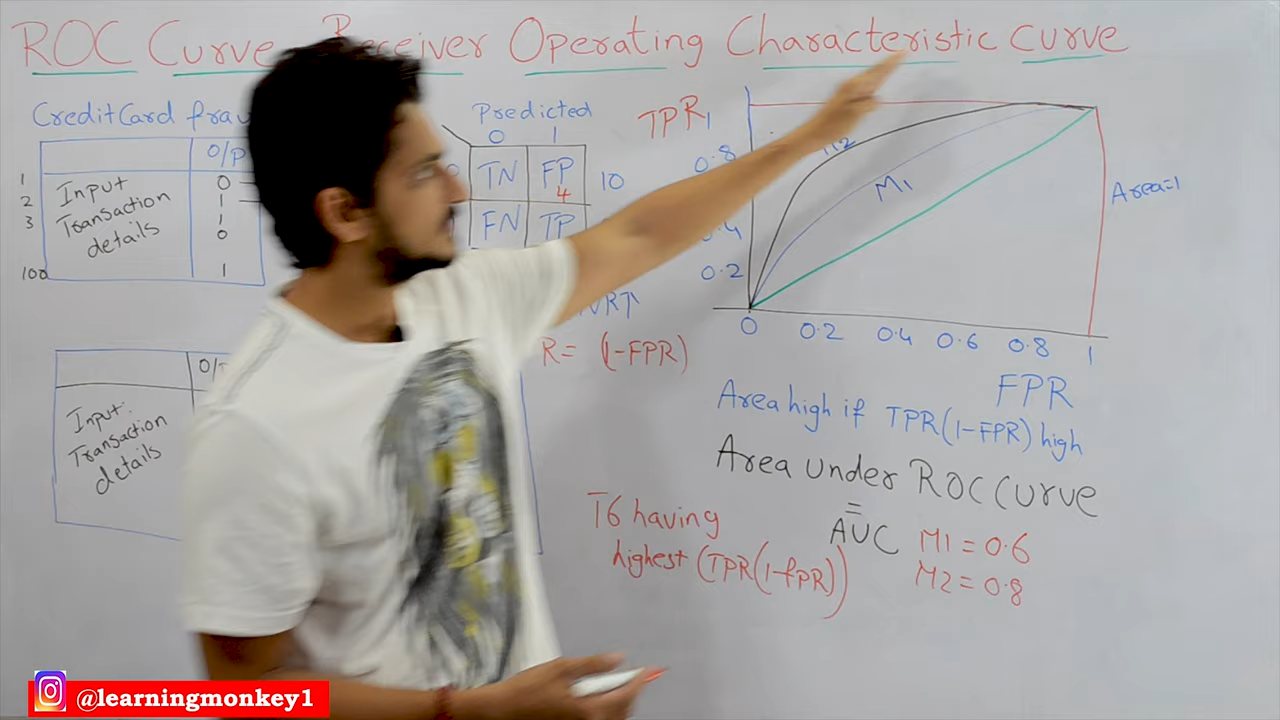 ROC Curve Receiver Operating Characteristic curve
CreditCard
O/P
1
2
3
100
Input
Transaction
details
0
1
1
0
1
Predicted
0 1
TN FP
4
10
FN TP
R= (1-FPR)
Input:
Transaction
details
TPR
1
0.8
0.4
0.2
M2
M1
Area=1
0 0.2 0.4 0.6 0.8 1
FPR
Area high if TPR(1-FPR) high
Area under ROC Curve
=
AUC
M1 = 0.6
M2 = 0.8
T6 having
highest (TPR(1-fPR))
@learningmonkey1